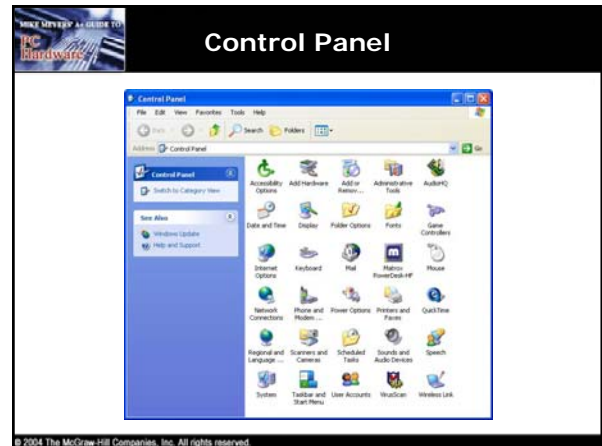 MIKE MEYERS' A+ GUIDE TO
PC
Hardware
Control Panel
Control Panel
File Edit View Favorites Tools Help
Back Search Folders
Address Control Panel Go
Control Panel
Switch to Category View
See Also
Windows Update
Help and Support
Accessibility Options
Add Hardware
Add or Remov...
Administrative Tools
AudioHQ
Date and Time
Display
Folder Options
Fonts
Game Controllers
Internet Options
Keyboard
Mail
Matrox PowerDesk-HF
Mouse
Network Connections
Phone and Modem ...
Power Options
Printers and Faxes
QuickTime
Regional and Language ...
Scanners and Cameras
Scheduled Tasks
Sounds and Audio Devices
Speech
System
Taskbar and Start Menu
User Accounts
VirusScan
Wireless Link
© 2004 The McGraw-Hill Companies, Inc. All rights reserved.